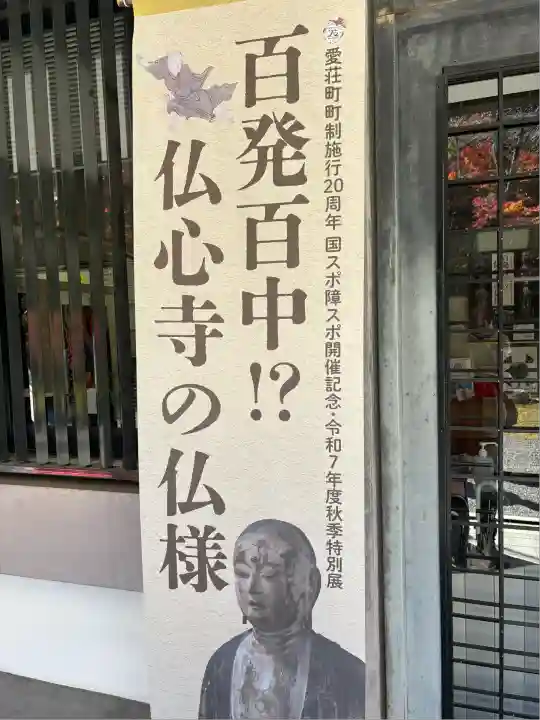 愛荘町町制施行20周年 国スポ障スポ開催記念・令和7年度秋季特別展
百発百中!?
仏心寺の仏様